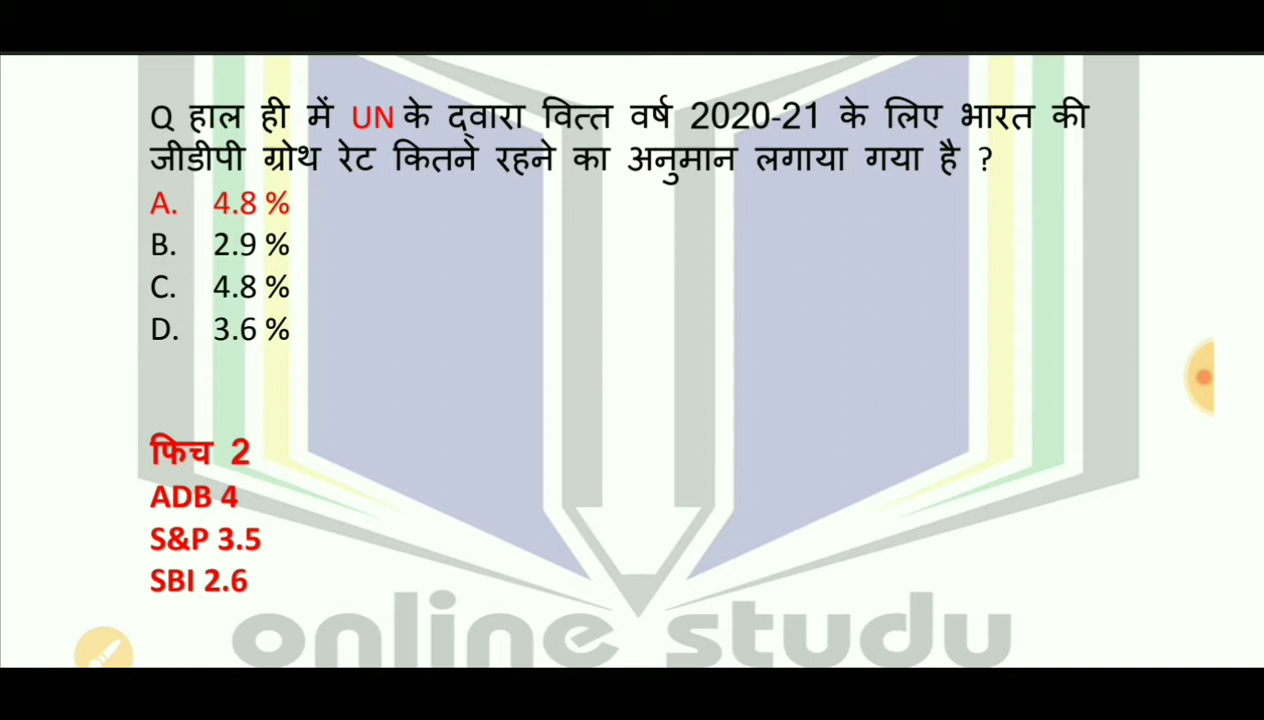 Q हाल ही में UN के द्वारा वित्त वर्ष 2020-21 के लिए भारत की
जीडीपी ग्रोथ रेट कितने रहने का अनुमान लगाया गया है ?
A. 4.8 %
B. 2.9 %
C. 4.8 %
D. 3.6 %
फिच 2
ADB 4
S&P 3.5
SBI 2.6
online studu